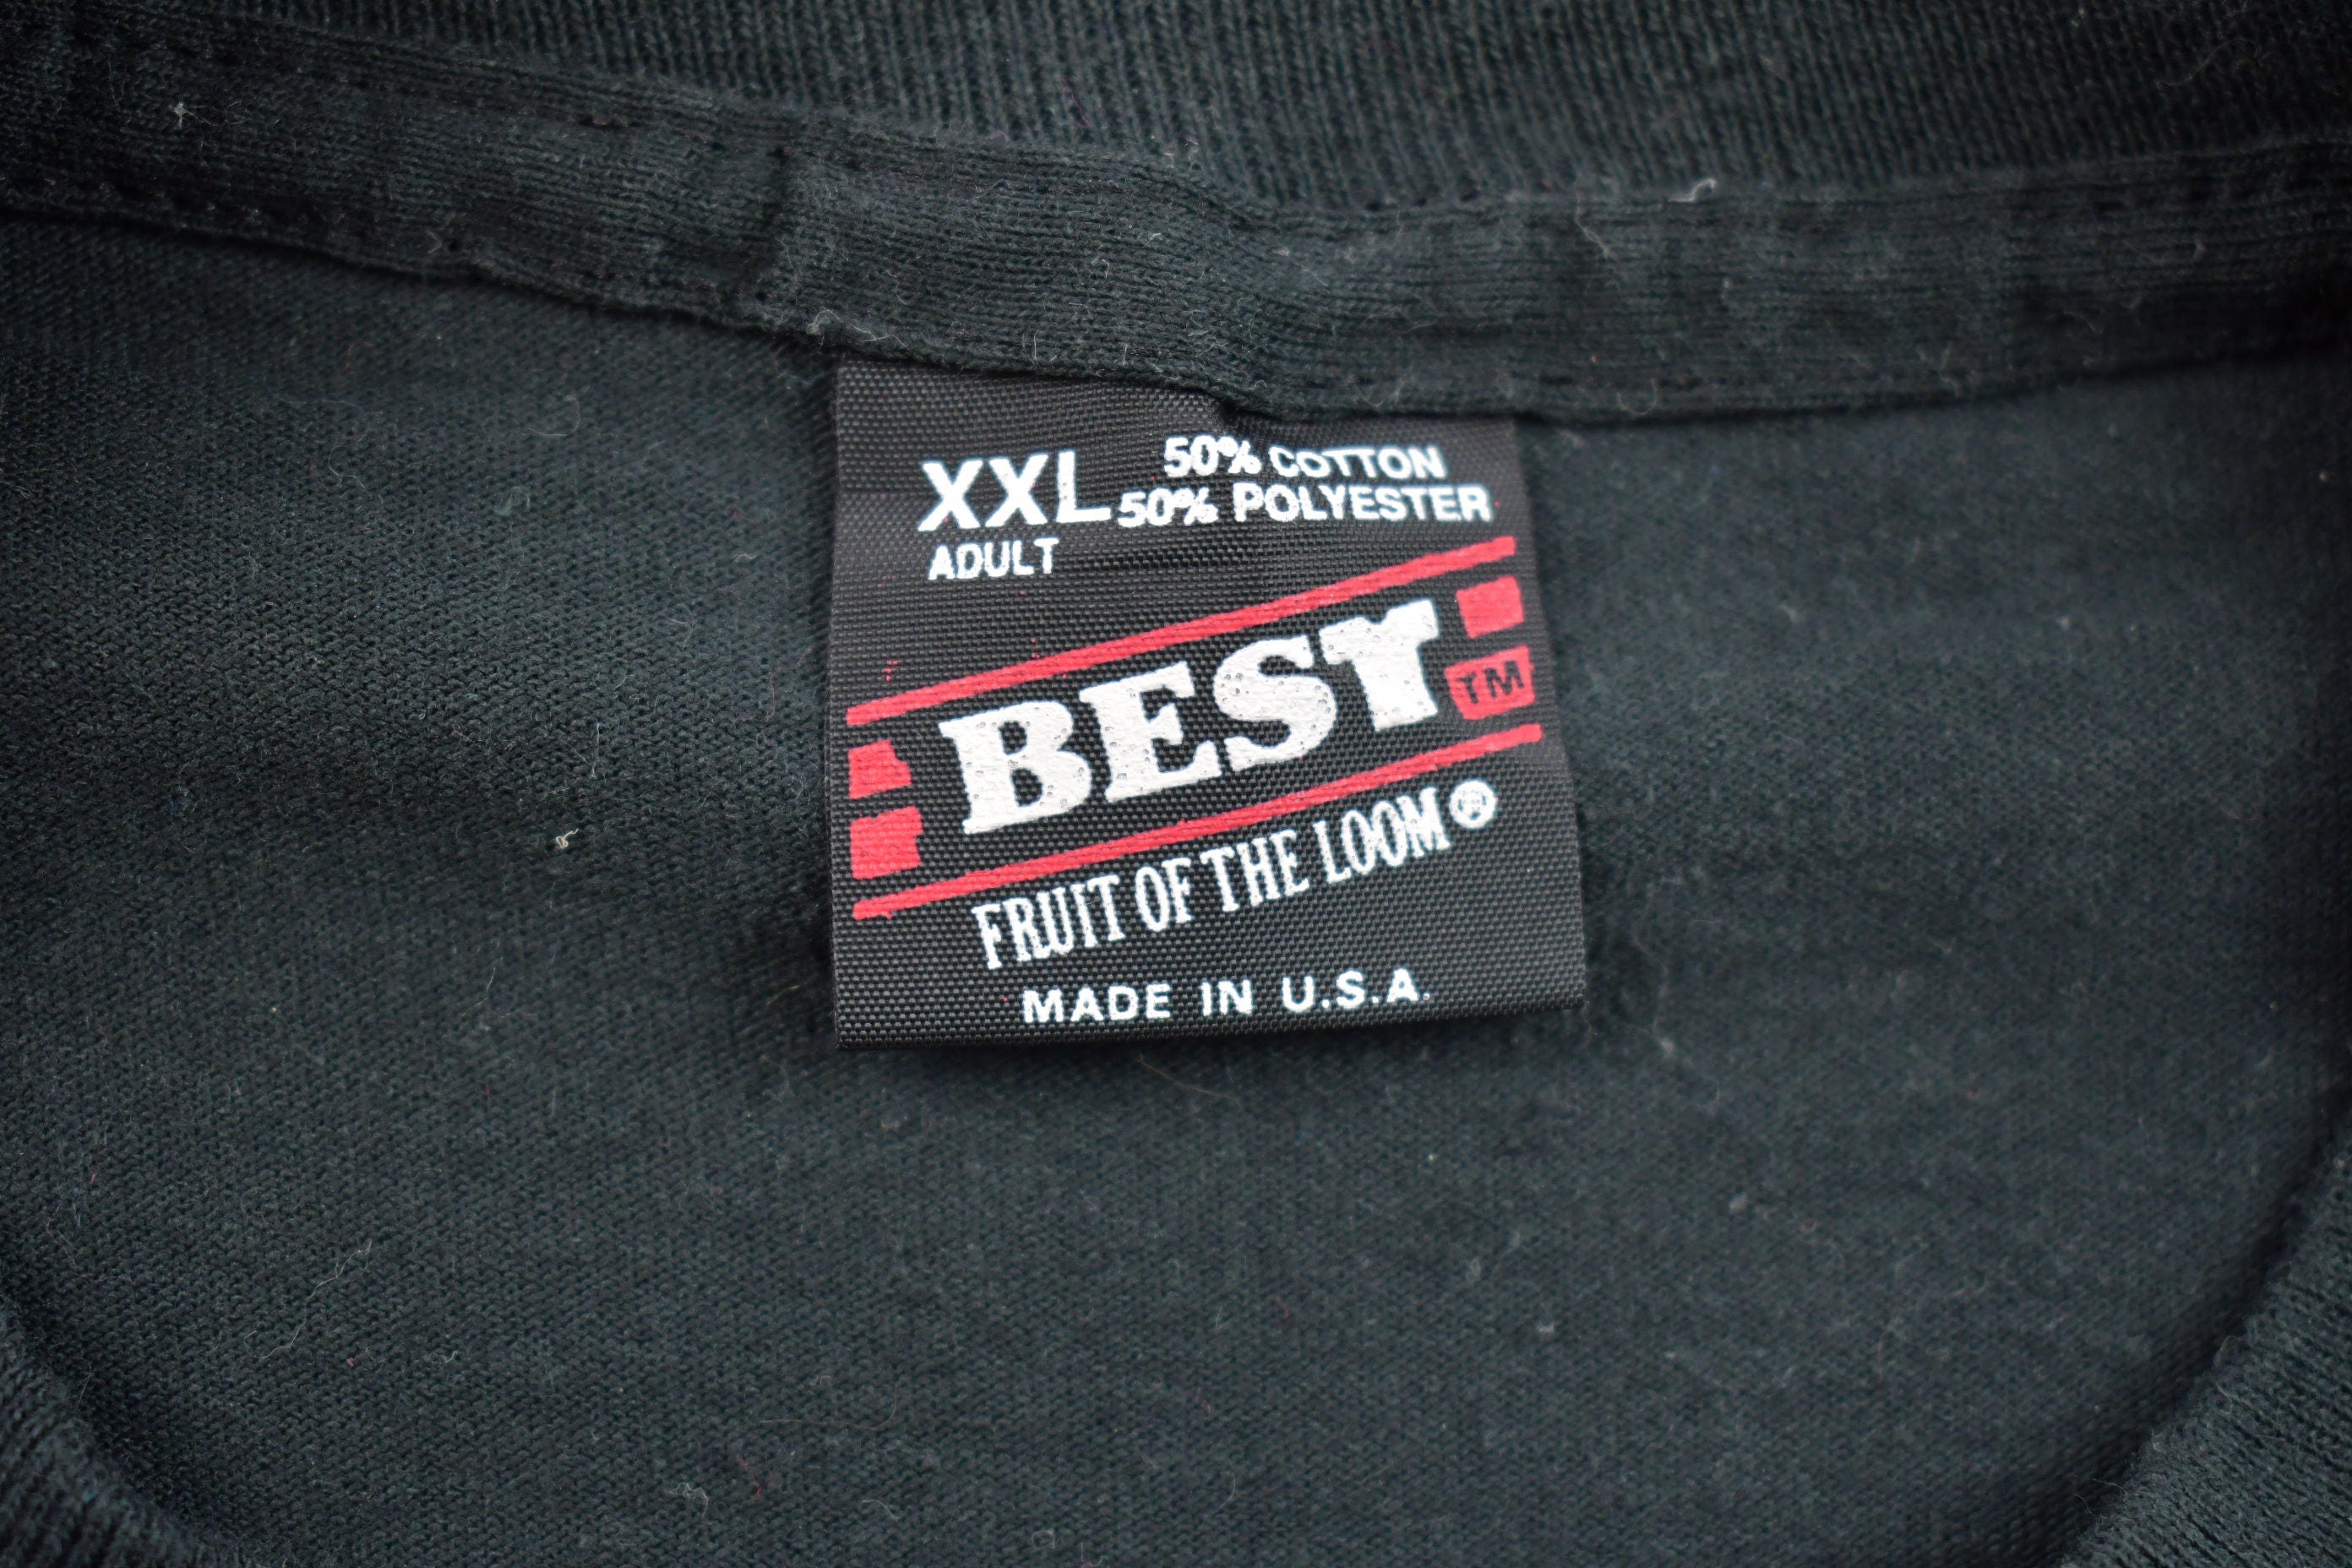 XXL 50% COTTON
50% POLYESTER
ADULT
BEST
TM
FRUIT OF THE LOOM®
MADE IN U.S.A.